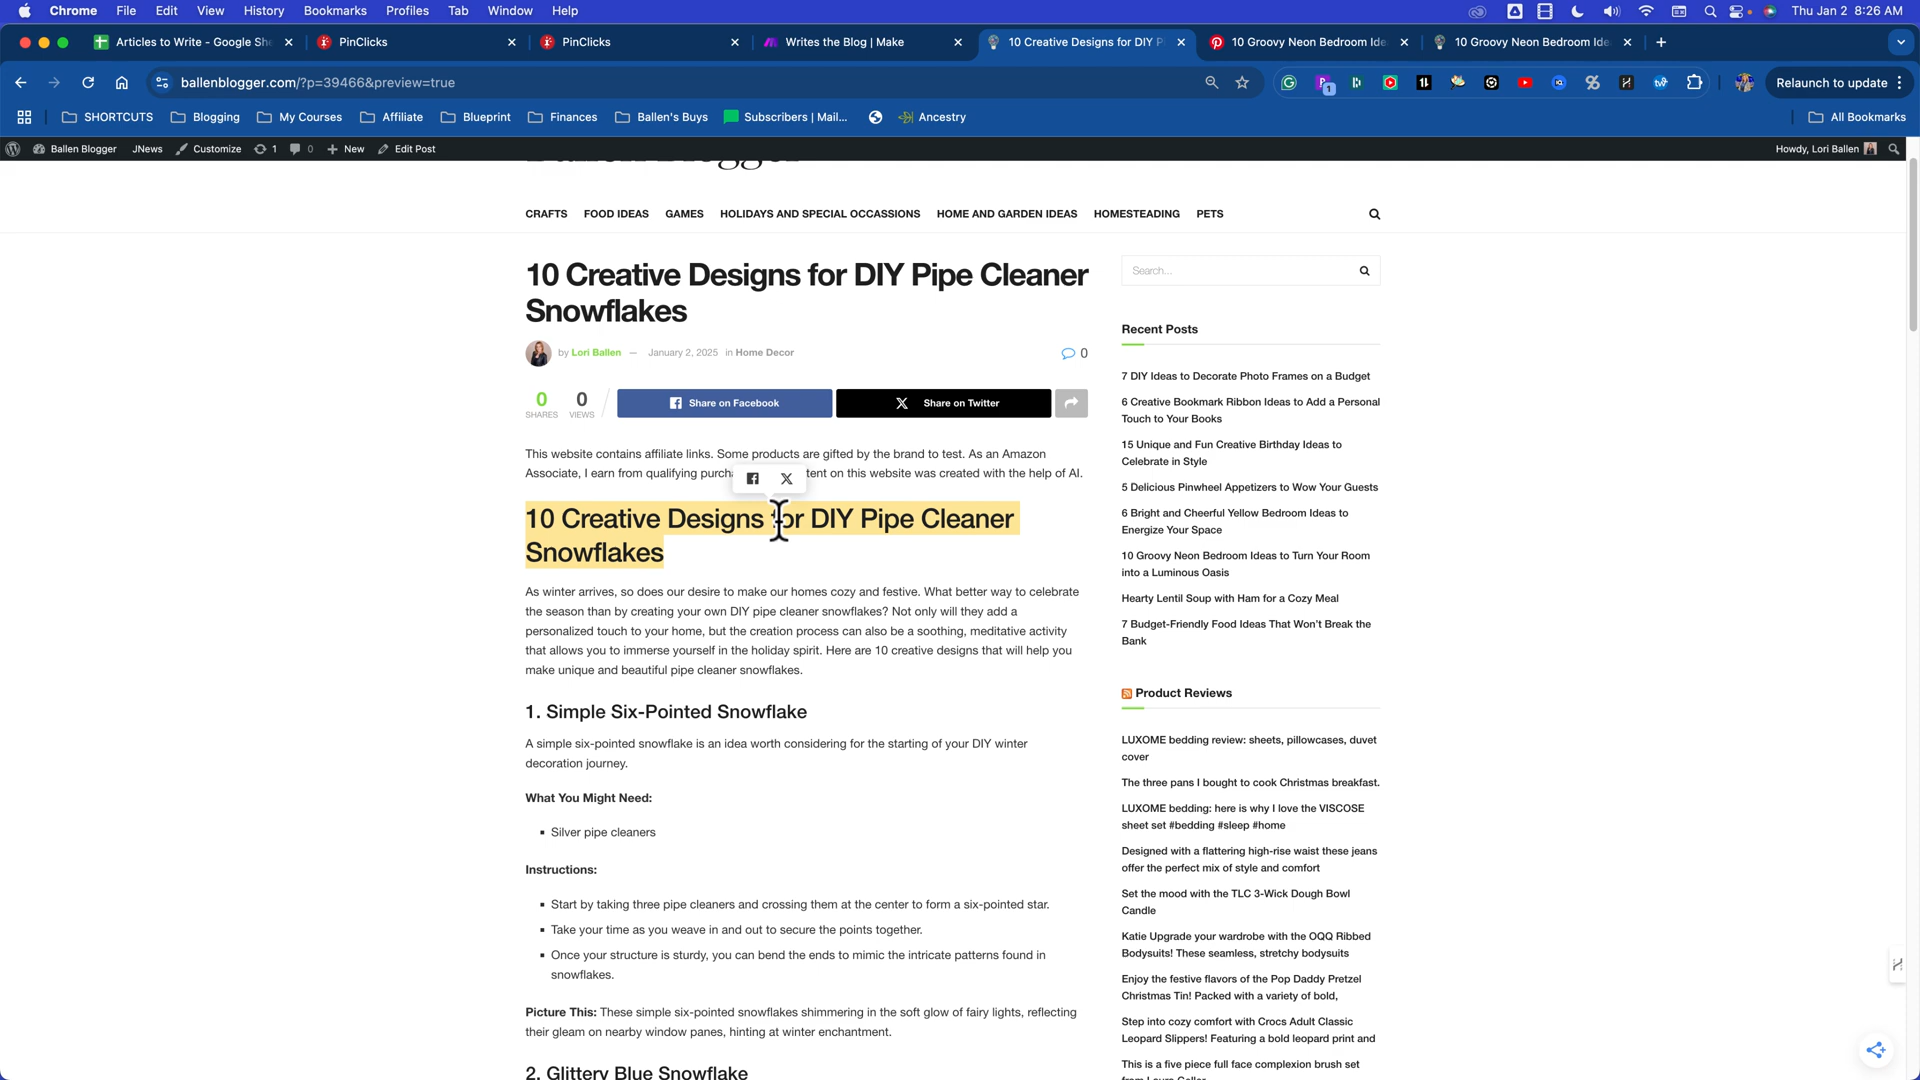 Chrome File Edit View History Bookmarks Profiles Tab Window Help Thu Jan 2 8:26 AM
Articles to Write - Google She PinClicks PinClicks Writes the Blog | Make 10 Creative Designs for DIY P 10 Groovy Neon Bedroom Ide 10 Groovy Neon Bedroom Ide
ballenblogger.com/?p=39466&preview=true 1 Relaunch to update
SHORTCUTS Blogging My Courses Affiliate Blueprint Finances Ballen's Buys Subscribers | Mail... Ancestry All Bookmarks
Ballen Blogger JNews Customize 1 0 New Edit Post Howdy, Lori Ballen
Ballen Blogger
CRAFTS FOOD IDEAS GAMES HOLIDAYS AND SPECIAL OCCASSIONS HOME AND GARDEN IDEAS HOMESTEADING PETS
10 Creative Designs for DIY Pipe Cleaner
Snowflakes
by Lori Ballen — January 2, 2025 in Home Decor 0
0 SHARES 0 VIEWS Share on Facebook Share on Twitter
This website contains affiliate links. Some products are gifted by the brand to test. As an Amazon
Associate, I earn from qualifying purcha tent on this website was created with the help of AI.
10 Creative Designs for DIY Pipe Cleaner
Snowflakes
As winter arrives, so does our desire to make our homes cozy and festive. What better way to celebrate
the season than by creating your own DIY pipe cleaner snowflakes? Not only will they add a
personalized touch to your home, but the creation process can also be a soothing, meditative activity
that allows you to immerse yourself in the holiday spirit. Here are 10 creative designs that will help you
make unique and beautiful pipe cleaner snowflakes.
1. Simple Six-Pointed Snowflake
A simple six-pointed snowflake is an idea worth considering for the starting of your DIY winter
decoration journey.
What You Might Need:
Silver pipe cleaners
Instructions:
Start by taking three pipe cleaners and crossing them at the center to form a six-pointed star.
Take your time as you weave in and out to secure the points together.
Once your structure is sturdy, you can bend the ends to mimic the intricate patterns found in
snowflakes.
Picture This: These simple six-pointed snowflakes shimmering in the soft glow of fairy lights, reflecting
their gleam on nearby window panes, hinting at winter enchantment.
2. Glittery Blue Snowflake
Search...
Recent Posts
7 DIY Ideas to Decorate Photo Frames on a Budget
6 Creative Bookmark Ribbon Ideas to Add a Personal
Touch to Your Books
15 Unique and Fun Creative Birthday Ideas to
Celebrate in Style
5 Delicious Pinwheel Appetizers to Wow Your Guests
6 Bright and Cheerful Yellow Bedroom Ideas to
Energize Your Space
10 Groovy Neon Bedroom Ideas to Turn Your Room
into a Luminous Oasis
Hearty Lentil Soup with Ham for a Cozy Meal
7 Budget-Friendly Food Ideas That Won't Break the
Bank
Product Reviews
LUXOME bedding review: sheets, pillowcases, duvet
cover
The three pans I bought to cook Christmas breakfast.
LUXOME bedding: here is why I love the VISCOSE
sheet set #bedding #sleep #home
Designed with a flattering high-rise waist these jeans
offer the perfect mix of style and comfort
Set the mood with the TLC 3-Wick Dough Bowl
Candle
Katie Upgrade your wardrobe with the OQQ Ribbed
Bodysuits! These seamless, stretchy bodysuits
Enjoy the festive flavors of the Pop Daddy Pretzel
Christmas Tin! Packed with a variety of bold,
Step into cozy comfort with Crocs Adult Classic
Leopard Slippers! Featuring a bold leopard print and
This is a five piece full face complexion brush set
from Laura Geller